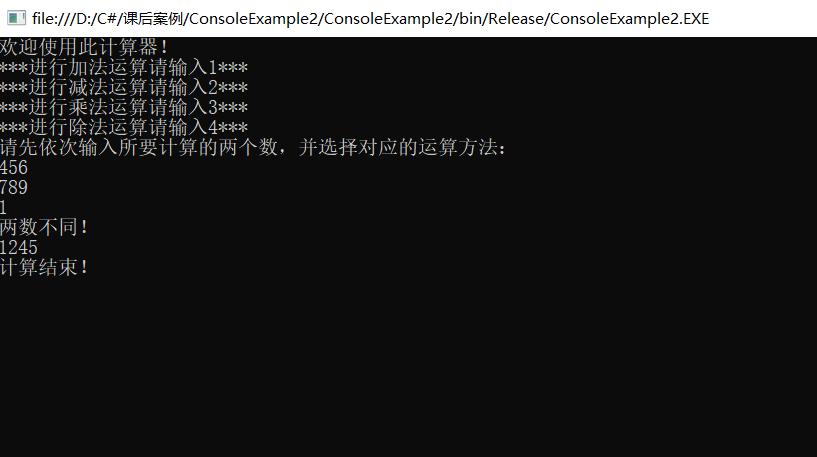 file:///D:/C#/课后案例/ConsoleExample2/ConsoleExample2/bin/Release/ConsoleExample2.EXE
欢迎使用此计算器!
***进行加法运算请输入1***
***进行减法运算请输入2***
***进行乘法运算请输入3***
***进行除法运算请输入4***
请先依次输入所要计算的两个数，并选择对应的运算方法:
456
789
1
两数不同!
1245
计算结束!